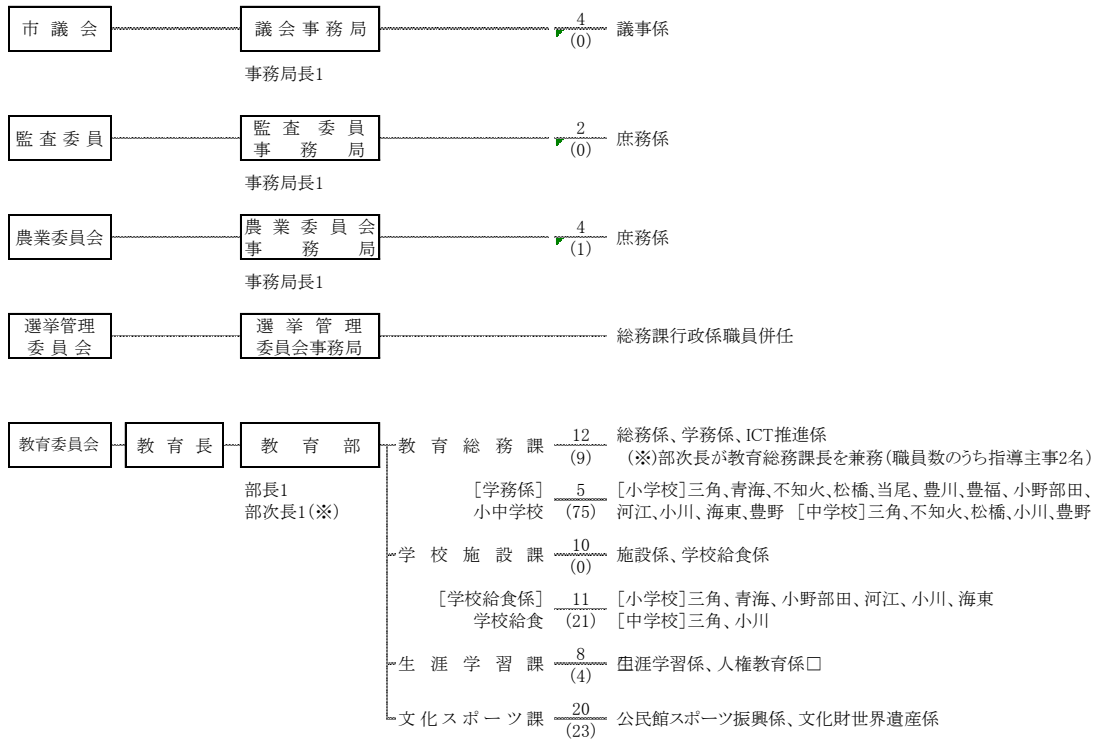 市議会 議会事務局 4 議事係
(0)
事務局長1
監査委員 監査委員 2 庶務係
事務局 (0)
事務局長1
農業委員会 農業委員会 4 庶務係
事務局 (1)
事務局長1
選挙管理 選挙管理 総務課行政係職員併任
委員会 委員会事務局
教育委員会 教育長 教育部 教育総務課 12 総務係、学務係、ICT推進係
(9) (※)部次長が教育総務課長を兼務(職員数のうち指導主事2名)
部長1 [学務係] 5 [小学校]三角、青海、不知火、松橋、当尾、豊川、豊福、小野部田、
部次長1(※) 小中学校 (75) 河江、小川、海東、豊野 [中学校]三角、不知火、松橋、小川、豊野
学校施設課 10 施設係、学校給食係
(0)
[学校給食係] 11 [小学校]三角、青海、小野部田、河江、小川、海東
学校給食 (21) [中学校]三角、小川
生涯学習課 8 生涯学習係、人権教育係□
(4)
文化スポーツ課 20 公民館スポーツ振興係、文化財世界遺産係
(23)